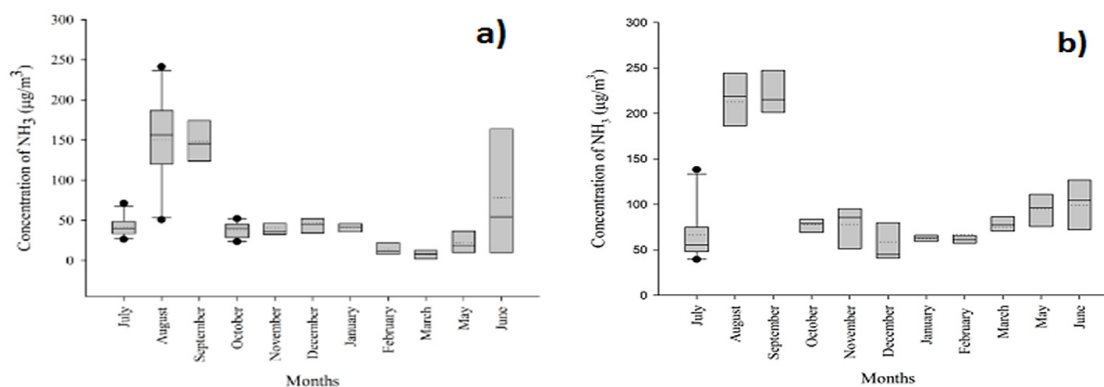 a)
Concentration of NH3 (µg/m³)
300
250
200
150
100
50
0
July
August
September
October
November
December
January
February
March
May
June
Months
b)
Concentration of NH3 (µg/m³)
300
250
200
150
100
50
0
July
August
September
October
November
December
January
February
March
May
June
Months